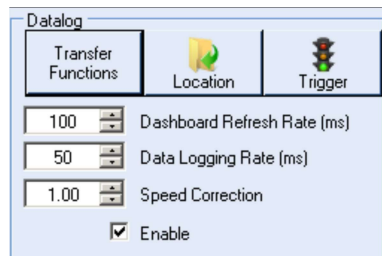 Datalog
Transfer
Functions
Location
Trigger
100 Dashboard Refresh Rate (ms)
50 Data Logging Rate (ms)
1.00 Speed Correction
Enable